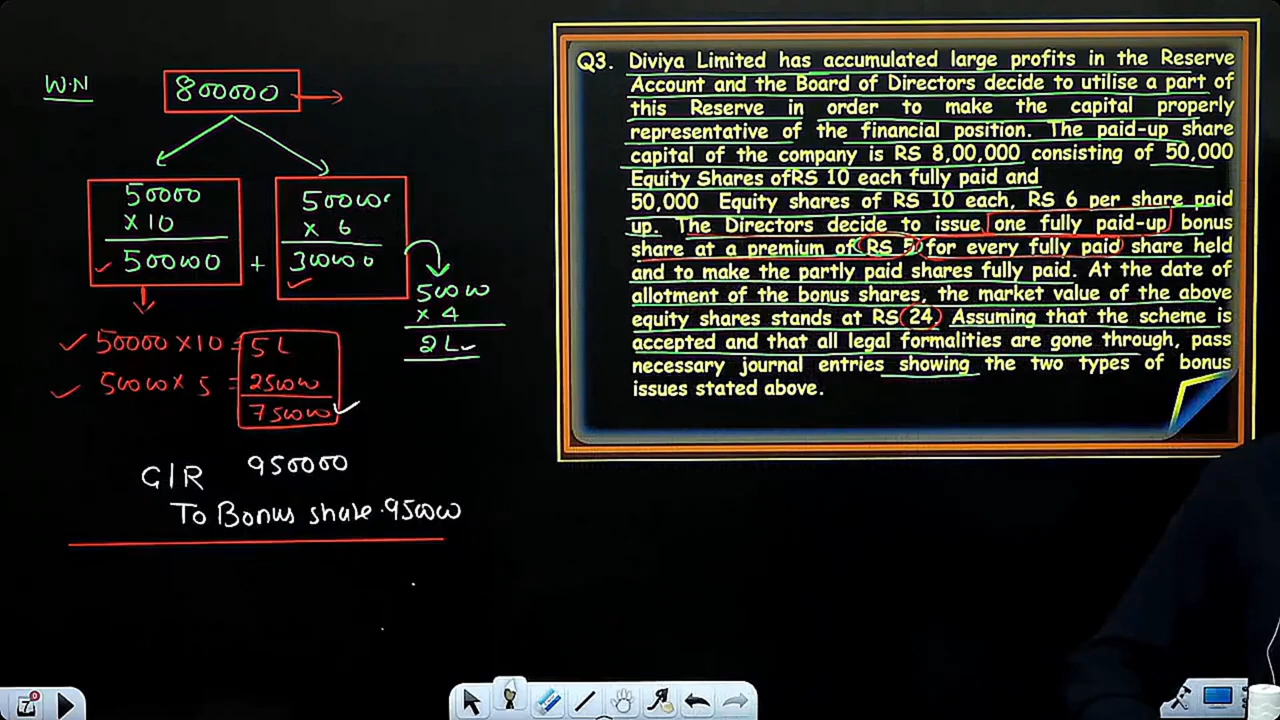 W.N
800000
50000
×10
500000
+
50000
× 6
300000
50000
× 4
2L
50000×10 = 5L
50000×5 = 250000
750000
G/R 950000
To Bonus share 950000
Q3. Diviya Limited has accumulated large profits in the Reserve
Account and the Board of Directors decide to utilise a part of
this Reserve in order to make the capital properly
representative of the financial position. The paid-up share
capital of the company is RS 8,00,000 consisting of 50,000
Equity Shares ofRS 10 each fully paid and
50,000 Equity shares of RS 10 each, RS 6 per share paid
up. The Directors decide to issue one fully paid-up bonus
share at a premium of RS 5 for every fully paid share held
and to make the partly paid shares fully paid. At the date of
allotment of the bonus shares, the market value of the above
equity shares stands at RS 24. Assuming that the scheme is
accepted and that all legal formalities are gone through, pass
necessary journal entries showing the two types of bonus
issues stated above.